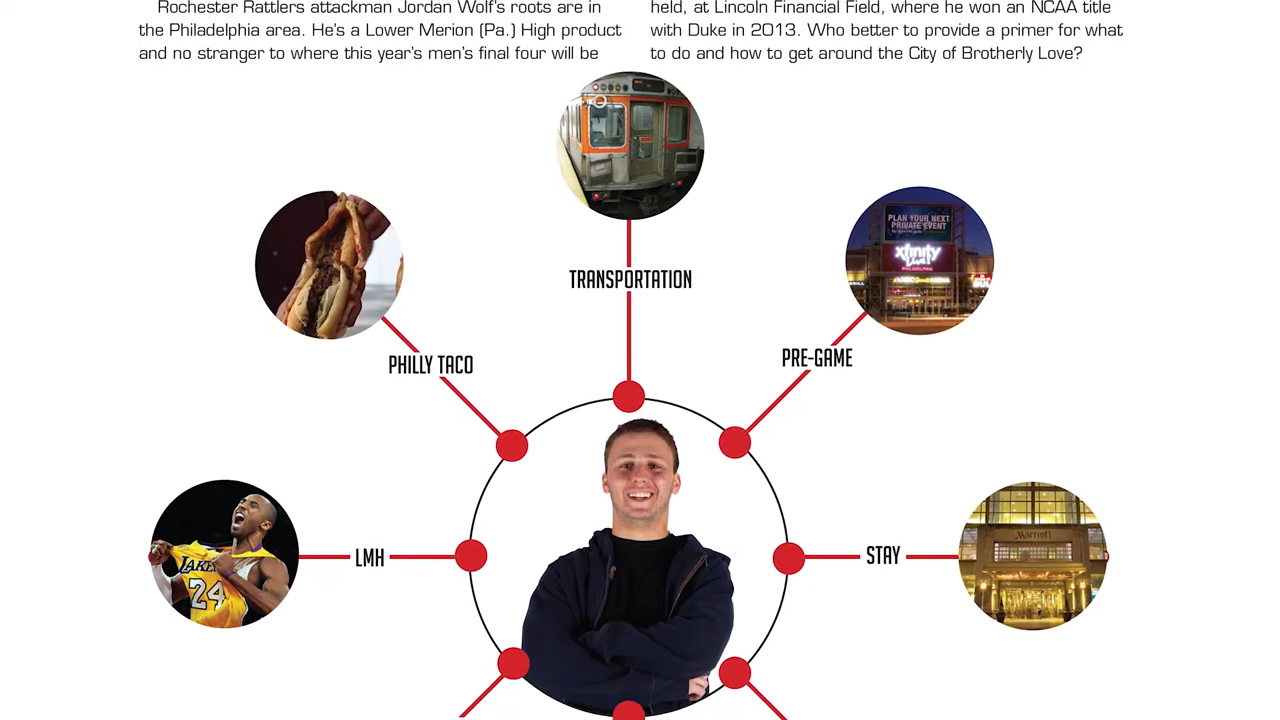 Rochester Rattlers attackman Jordan Wolf's roots are in
the Philadelphia area. He's a Lower Merion (Pa.) High product
and no stranger to where this year's men's final four will be
held, at Lincoln Financial Field, where he won an NCAA title
with Duke in 2013. Who better to provide a primer for what
to do and how to get around the City of Brotherly Love?
TRANSPORTATION
PLAN YOUR NEXT
PRIVATE EVENT
xfinity
Live!
PHILADELPHIA
PHILLY TACO
PRE-GAME
LAKE
24
LMH
STAY
Marriott